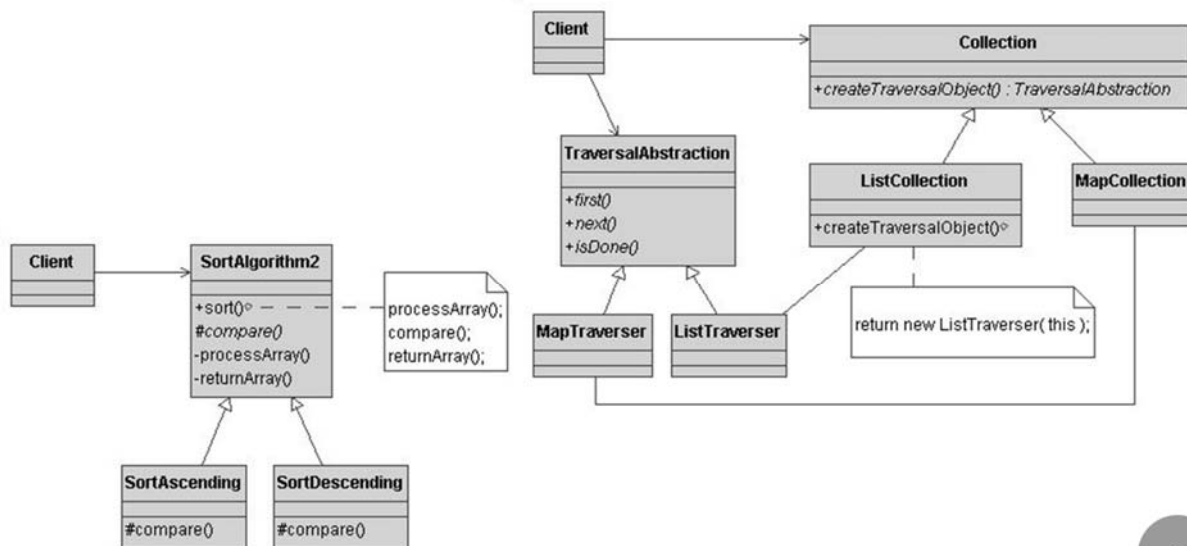 Client
SortAlgorithm2
+sort()
#compare()
-processArray()
-returnArray()
processArray();
compare();
returnArray();
SortAscending
#compare()
SortDescending
#compare()
Client
Collection
+createTraversalObject() : TraversalAbstraction
TraversalAbstraction
+first()
+next()
+isDone()
ListCollection
+createTraversalObject()
MapCollection
return new ListTraverser( this );
MapTraverser
ListTraverser